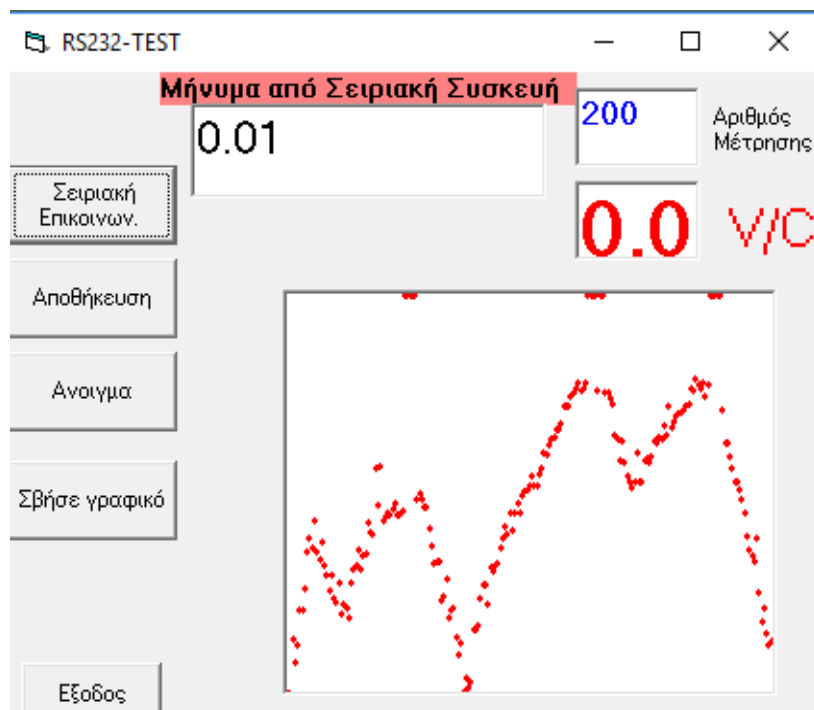 RS232-TEST
Μήνυμα από Σειριακή Συσκευή
0.01
200
Αριθμός
Μέτρησης
Σειριακή
Επικοινων.
0.0
V/C
Αποθήκευση
Ανοιγμα
Σβήσε γραφικό
Εξοδος